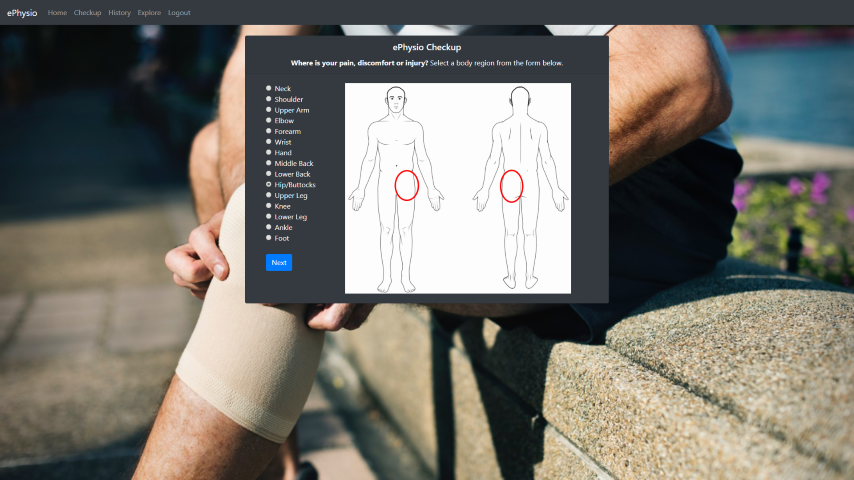 ePhysio Home Checkup History Explore Logout
ePhysio Checkup
Where is your pain, discomfort or injury? Select a body region from the form below.
Neck
Shoulder
Upper Arm
Elbow
Forearm
Wrist
Hand
Middle Back
Lower Back
Hip/Buttocks
Upper Leg
Knee
Lower Leg
Ankle
Foot
Next